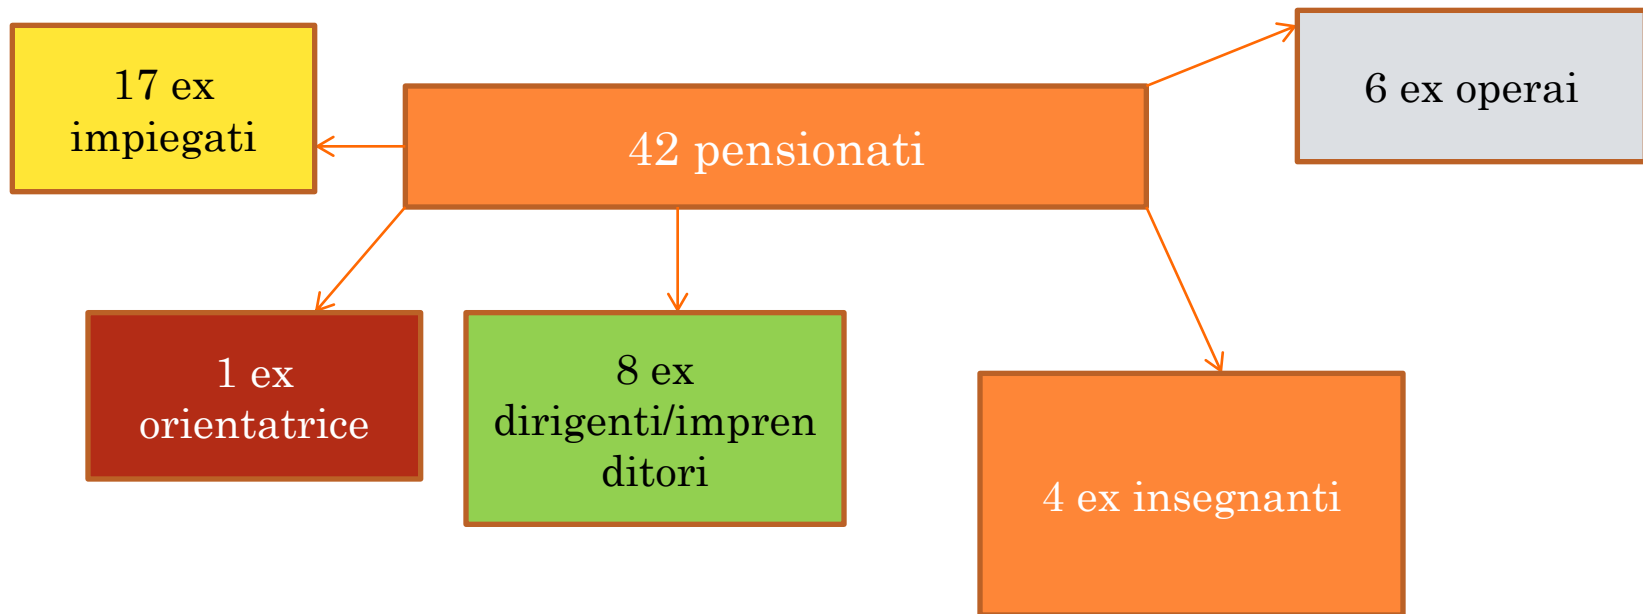 17 ex
impiegati
42 pensionati
6 ex operai
1 ex
orientatrice
8 ex
dirigenti/impren
ditori
4 ex insegnanti